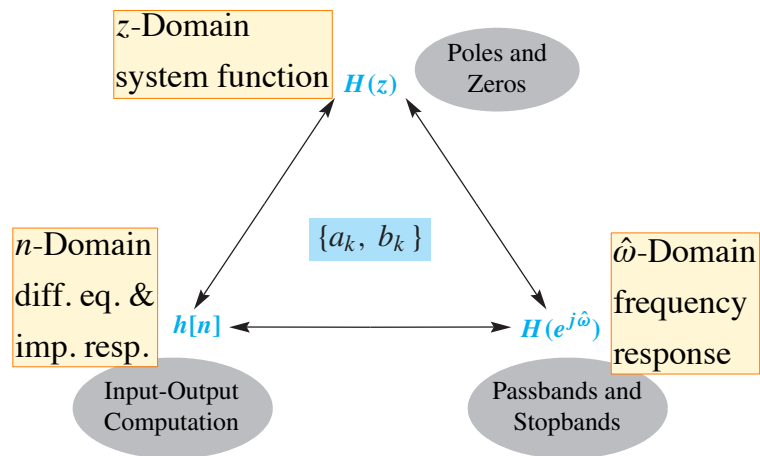 z-Domain
system function
H(z)
Poles and
Zeros
{a_k, b_k}
n-Domain
diff. eq. &
imp. resp.
h[n]
Input-Output
Computation
H(e^{jω̂})
ω̂-Domain
frequency
response
Passbands and
Stopbands